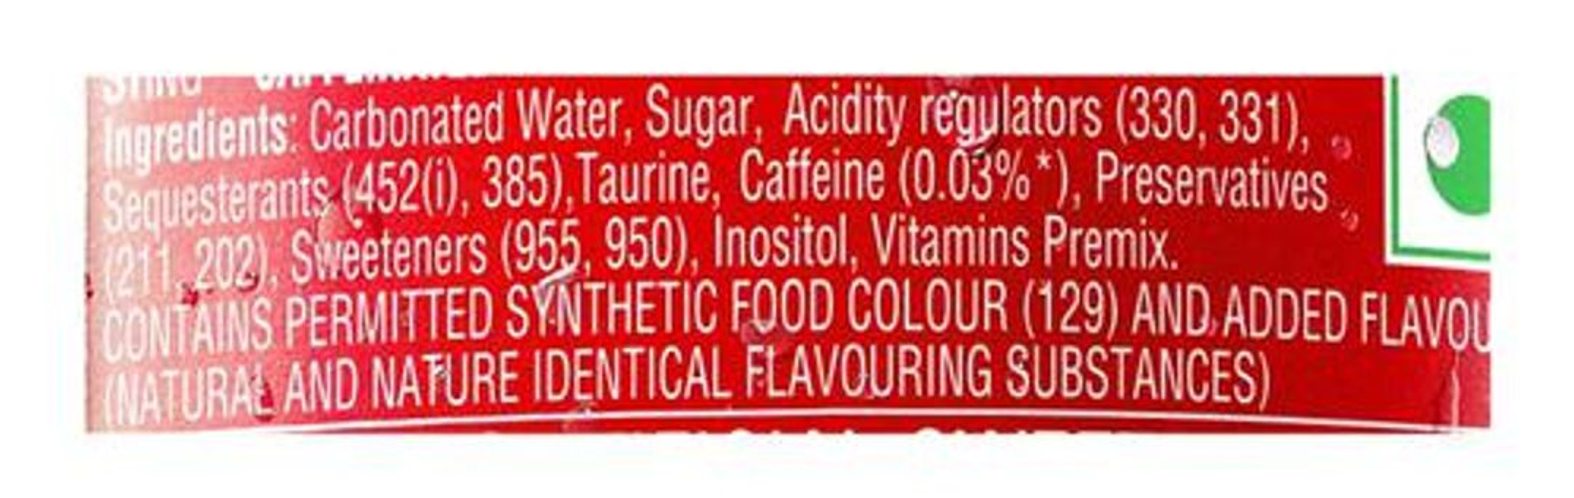 Ingredients: Carbonated Water, Sugar, Acidity regulators (330, 331),
Sequesterants (452(i), 385),Taurine, Caffeine (0.03%*), Preservatives
(211, 202), Sweeteners (955, 950), Inositol, Vitamins Premix.
CONTAINS PERMITTED SYNTHETIC FOOD COLOUR (129) AND ADDED FLAVOU
(NATURAL AND NATURE IDENTICAL FLAVOURING SUBSTANCES)